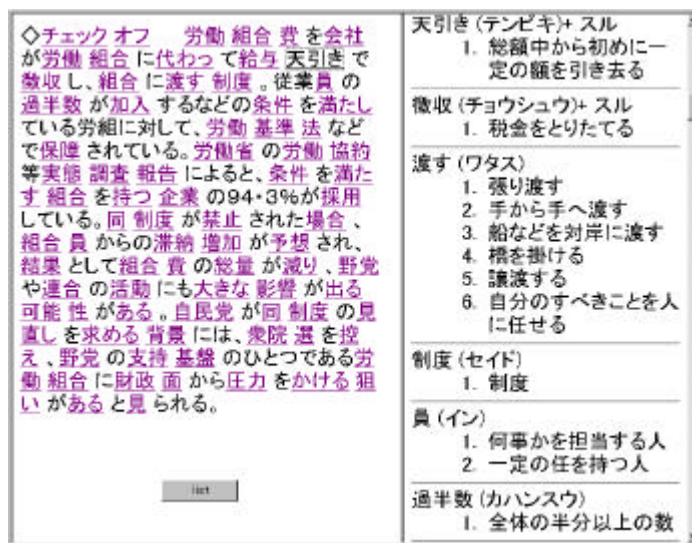 ◇チェック オフ　労働 組合 費 を会社
が労働 組合 に代わっ て給与 天引き で
徴収 し、組合 に渡す 制度 。従業員 の
過半数 が加入 するなどの条件 を満たし
ている労組に対して、労働 基準 法 など
で保障 されている。労働省 の労働 協約
等実態 調査 報告 によると、条件 を満た
す 組合 を持つ 企業 の94・3%が採用
している。同 制度 が禁止 された場合 、
組合 員 からの滞納 増加 が予想 され、
結果 として組合 費 の総量 が減り 、野党
や連合 の活動 にも大きな 影響 が出る
可能 性 がある 。自民党 が同 制度 の見
直し を求める 背景 には、衆院 選 を控
え 、野党 の支持 基盤 のひとつである労
働 組合 に財政 面 から圧力 をかける 狙
い があると見 られる。
list
天引き (テンビキ)+ スル
1. 総額中から初めに一
定の額を引き去る
徴収 (チョウシュウ)+ スル
1. 税金をとりたてる
渡す (ワタス)
1. 張り渡す
2. 手から手へ渡す
3. 船などを対岸に渡す
4. 橋を掛ける
5. 譲渡する
6. 自分のすべきことを人
に任せる
制度 (セイド)
1. 制度
員 (イン)
1. 何事かを担当する人
2. 一定の任を持つ人
過半数 (カハンスウ)
1. 全体の半分以上の数